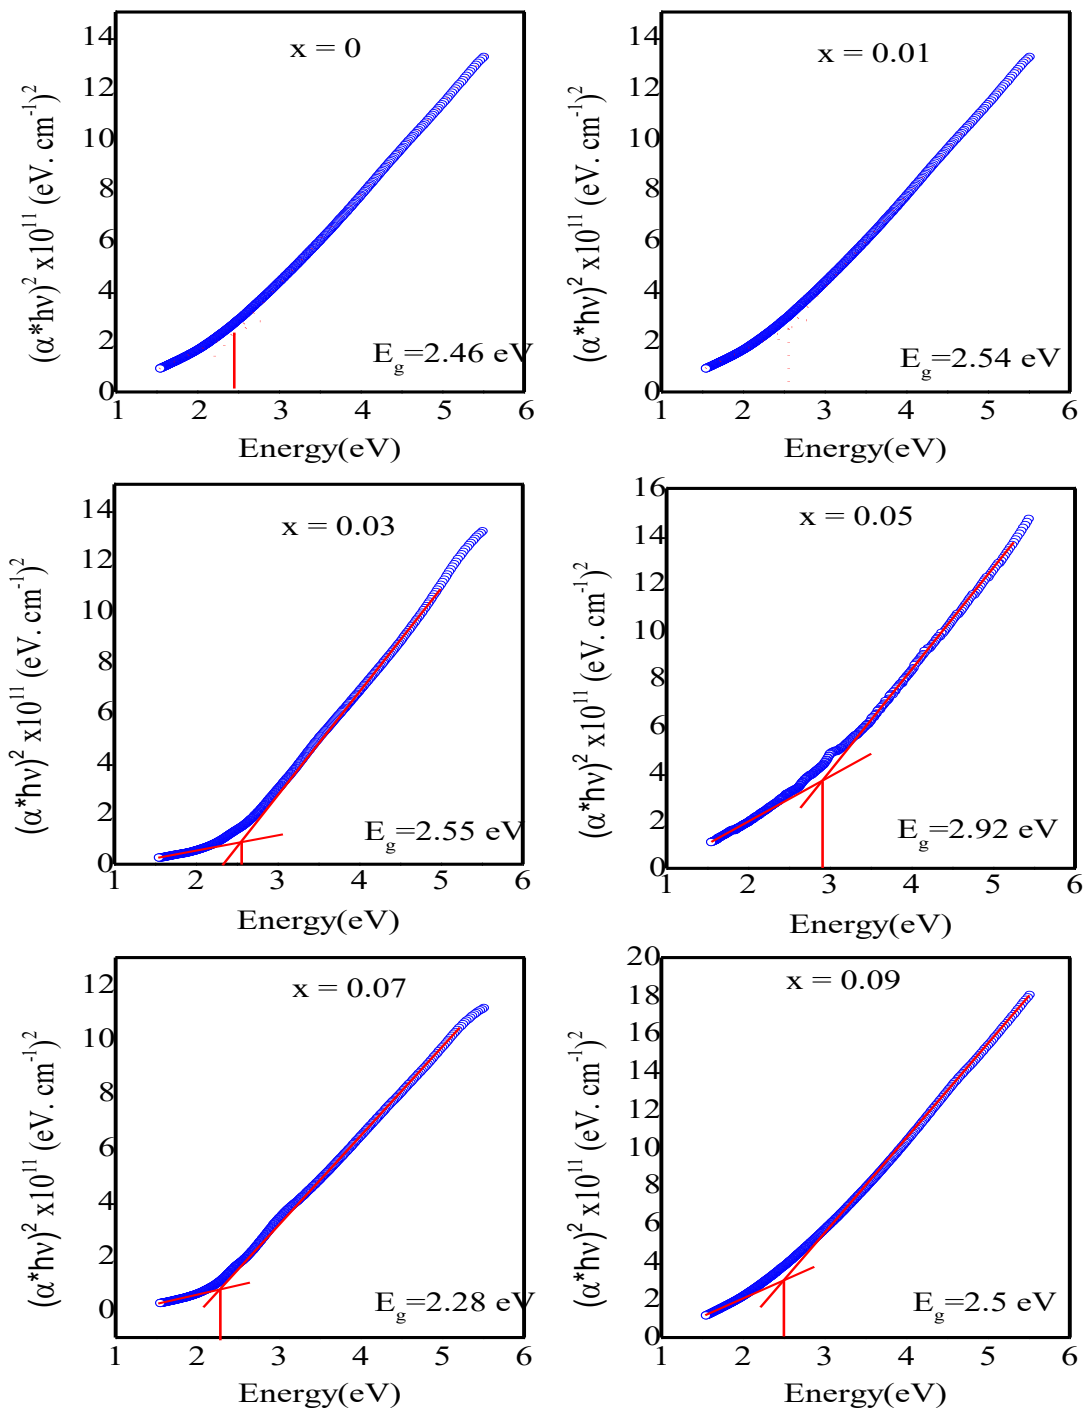 x = 0
14
12
10
8
6
4
2
0
(α*hν)² x10¹¹ (eV. cm⁻¹)²
E_g=2.46 eV
1 2 3 4 5 6
Energy(eV)
x = 0.01
14
12
10
8
6
4
2
0
(α*hν)² x10¹¹ (eV. cm⁻¹)²
E_g=2.54 eV
1 2 3 4 5 6
Energy(eV)
x = 0.03
14
12
10
8
6
4
2
0
(α*hν)² x10¹¹ (eV. cm⁻¹)²
E_g=2.55 eV
1 2 3 4 5 6
Energy(eV)
x = 0.05
16
14
12
10
8
6
4
2
0
(α*hν)² x10¹¹ (eV. cm⁻¹)²
E_g=2.92 eV
1 2 3 4 5 6
Energy(eV)
x = 0.07
12
10
8
6
4
2
0
(α*hν)² x10¹¹ (eV. cm⁻¹)²
E_g=2.28 eV
1 2 3 4 5 6
Energy(eV)
x = 0.09
20
18
16
14
12
10
8
6
4
2
0
(α*hν)² x10¹¹ (eV. cm⁻¹)²
E_g=2.5 eV
1 2 3 4 5 6
Energy(eV)